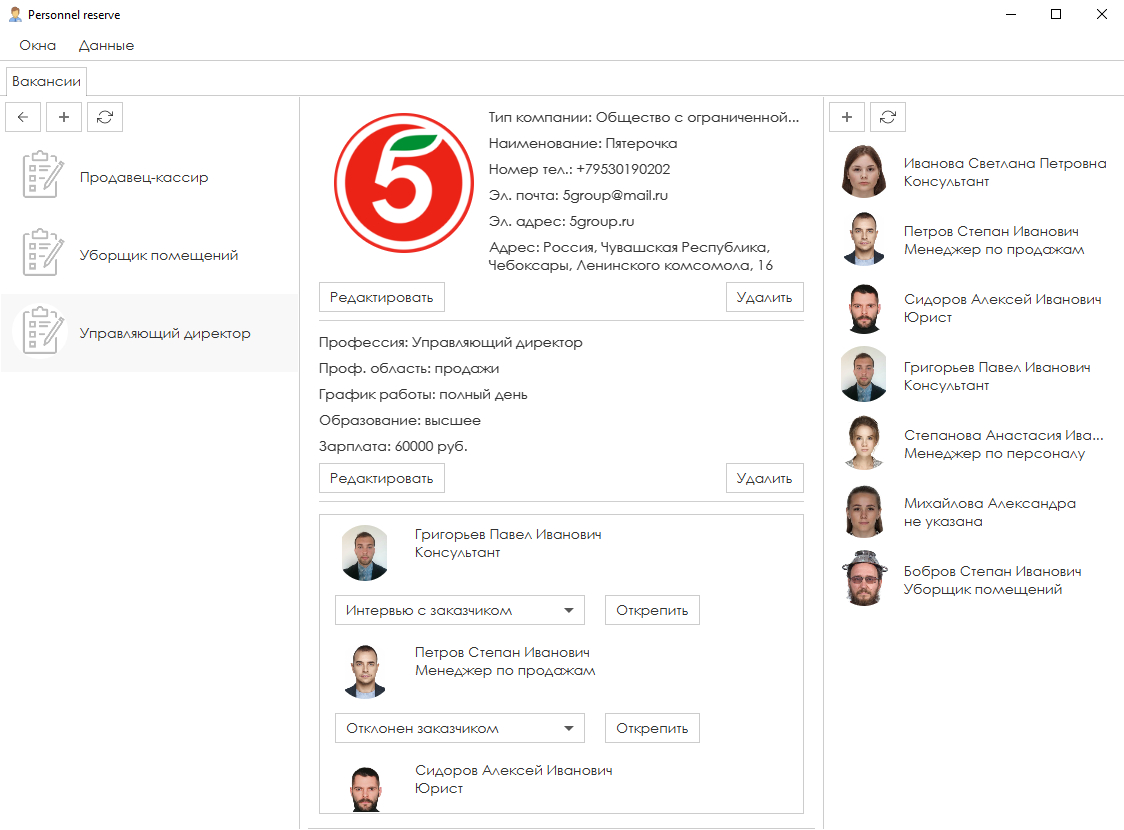 Personnel reserve
Окна Данные
Вакансии
Продавец-кассир
Уборщик помещений
Управляющий директор
5
Тип компании: Общество с ограниченной...
Наименование: Пятерочка
Номер тел.: +79530190202
Эл. почта: 5group@mail.ru
Эл. адрес: 5group.ru
Адрес: Россия, Чувашская Республика,
Чебоксары, Ленинского комсомола, 16
Редактировать Удалить
Профессия: Управляющий директор
Проф. область: продажи
График работы: полный день
Образование: высшее
Зарплата: 60000 руб.
Редактировать Удалить
Григорьев Павел Иванович
Консультант
Интервью с заказчиком Открепить
Петров Степан Иванович
Менеджер по продажам
Отклонен заказчиком Открепить
Сидоров Алексей Иванович
Юрист
Иванова Светлана Петровна
Консультант
Петров Степан Иванович
Менеджер по продажам
Сидоров Алексей Иванович
Юрист
Григорьев Павел Иванович
Консультант
Степанова Анастасия Ива...
Менеджер по персоналу
Михайлова Александра
не указана
Бобров Степан Иванович
Уборщик помещений